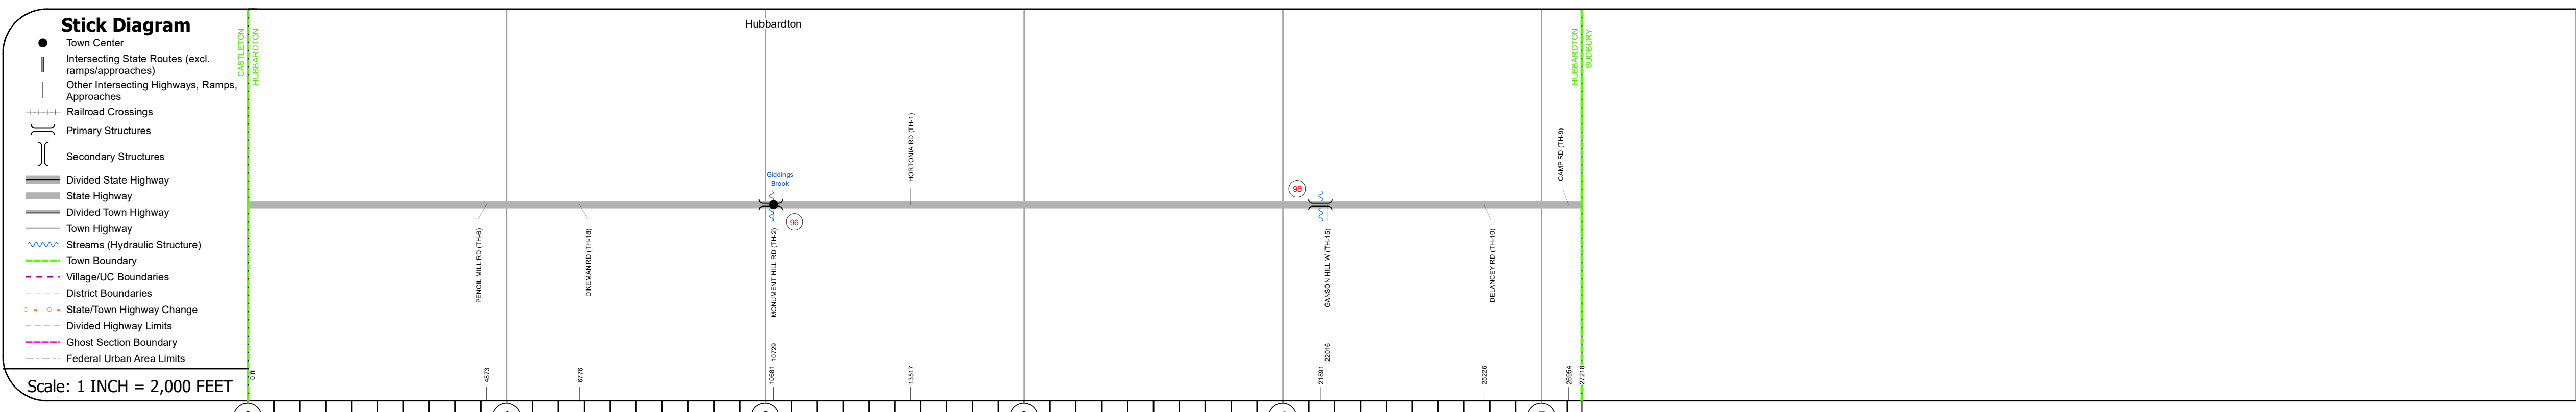 Stick Diagram
Town Center
Intersecting State Routes (excl.
ramps/approaches)
Other Intersecting Highways, Ramps,
Approaches
Railroad Crossings
Primary Structures
Secondary Structures
Divided State Highway
State Highway
Divided Town Highway
Town Highway
Streams (Hydraulic Structure)
Town Boundary
Village/UC Boundaries
District Boundaries
State/Town Highway Change
Divided Highway Limits
Ghost Section Boundary
Federal Urban Area Limits
Scale: 1 INCH = 2,000 FEET
CASTLETON
HUBBARDTON
Hubbardton
HUBBARDTON
SUDBURY
HORTONIA RD (TH-1)
CAMP RD (TH-9)
Giddings
Brook
96
98
PENCIL MILL RD (TH-6)
DIKEMAN RD (TH-18)
MONUMENT HILL RD (TH-2)
GANSON HILL W (TH-15)
DELANCEY RD (TH-10)
0 ft
4873
6776
10681
10729
13517
21891
22016
25226
26954
27218